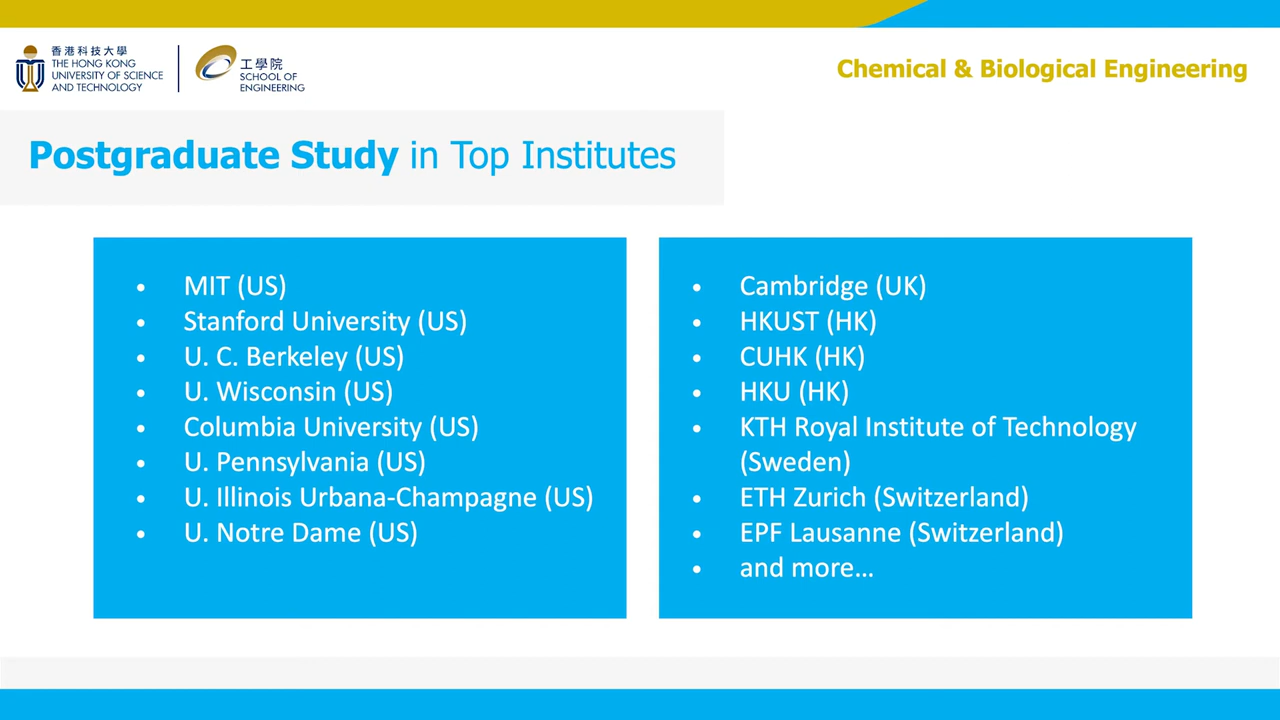 香港科技大學
THE HONG KONG
UNIVERSITY OF SCIENCE
AND TECHNOLOGY
工學院
SCHOOL OF
ENGINEERING
Chemical & Biological Engineering
Postgraduate Study in Top Institutes
• MIT (US)
• Stanford University (US)
• U. C. Berkeley (US)
• U. Wisconsin (US)
• Columbia University (US)
• U. Pennsylvania (US)
• U. Illinois Urbana-Champagne (US)
• U. Notre Dame (US)
• Cambridge (UK)
• HKUST (HK)
• CUHK (HK)
• HKU (HK)
• KTH Royal Institute of Technology
(Sweden)
• ETH Zurich (Switzerland)
• EPF Lausanne (Switzerland)
• and more…